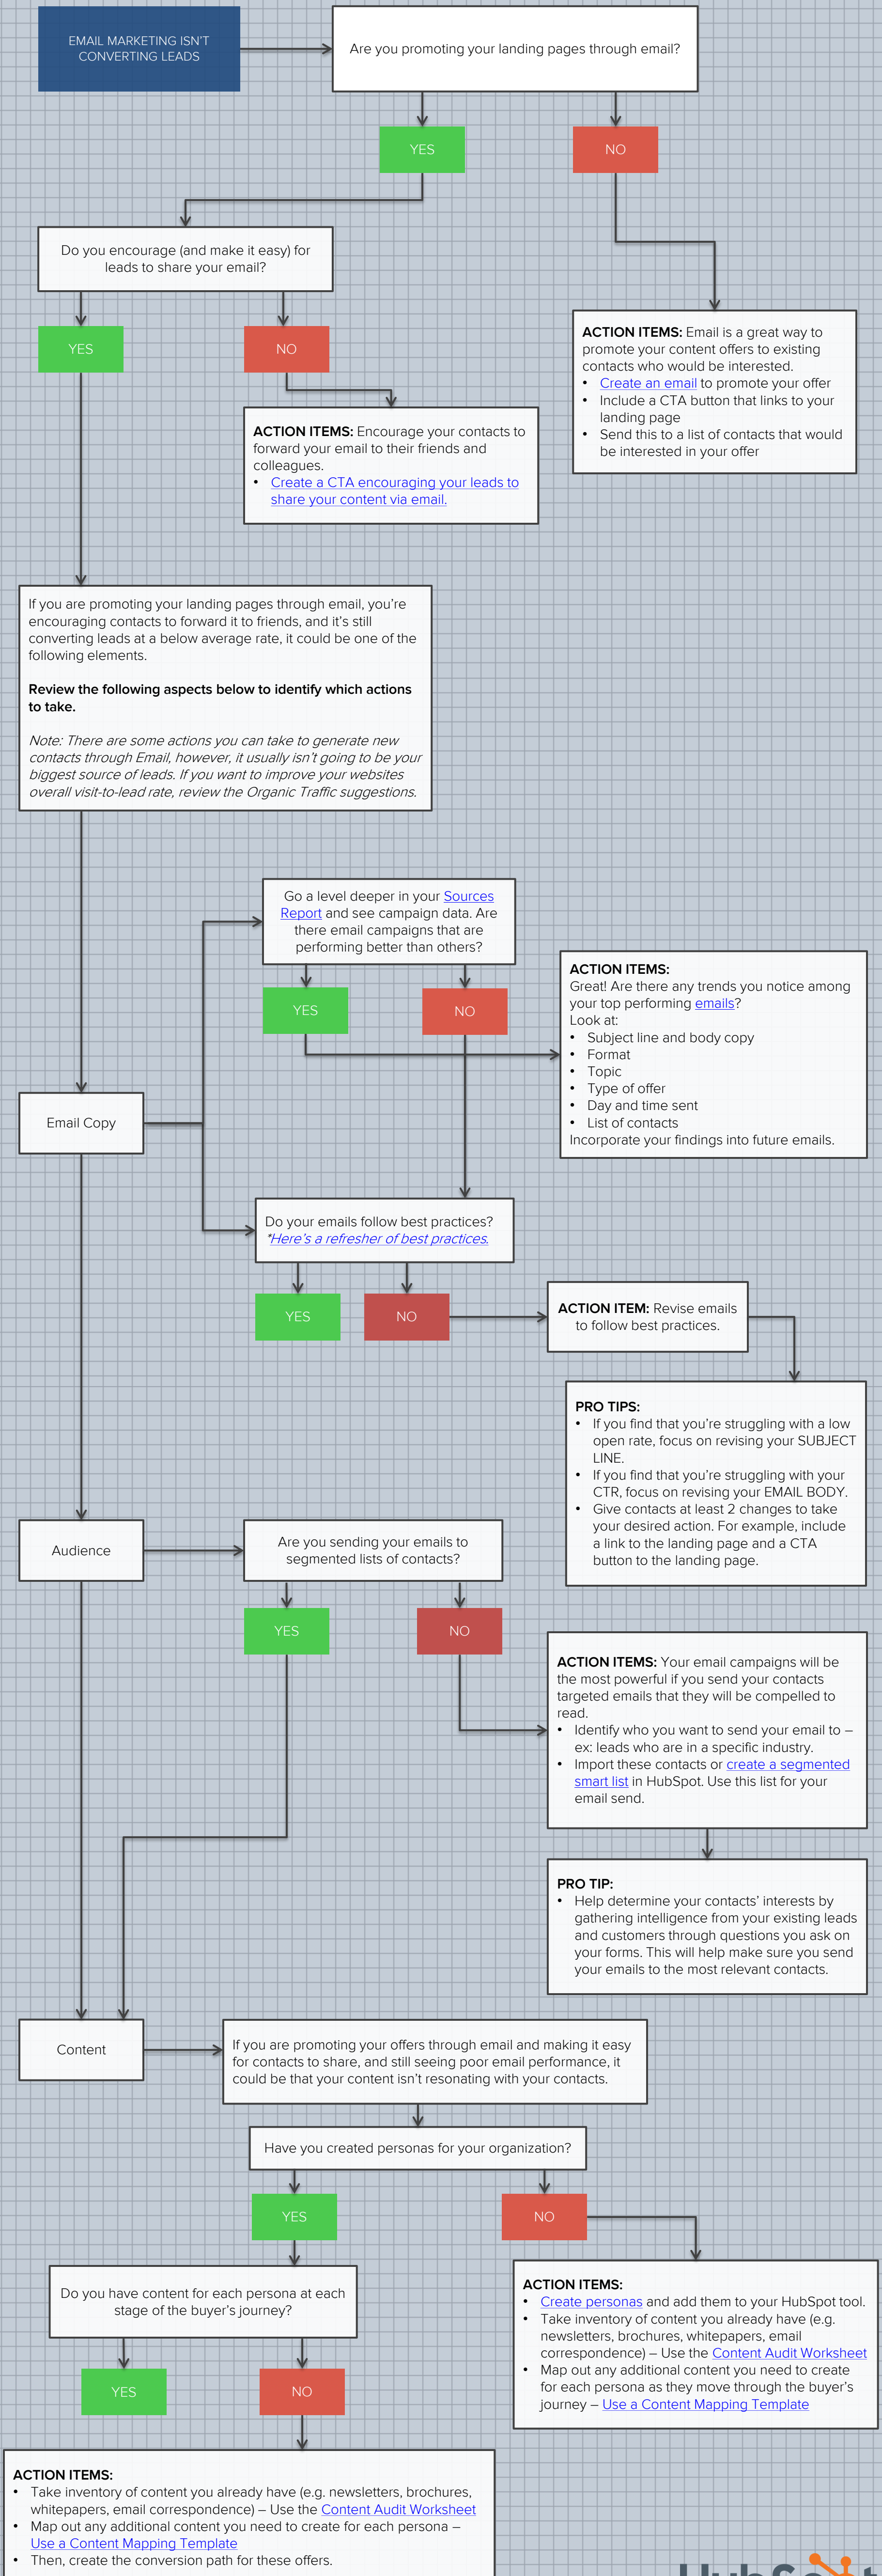 EMAIL MARKETING ISN'T
CONVERTING LEADS
Are you promoting your landing pages through email?
YES
NO
Do you encourage (and make it easy) for
leads to share your email?
YES
NO
ACTION ITEMS: Email is a great way to
promote your content offers to existing
contacts who would be interested.
• Create an email to promote your offer
• Include a CTA button that links to your
landing page
• Send this to a list of contacts that would
be interested in your offer
ACTION ITEMS: Encourage your contacts to
forward your email to their friends and
colleagues.
• Create a CTA encouraging your leads to
share your content via email.
If you are promoting your landing pages through email, you're
encouraging contacts to forward it to friends, and it's still
converting leads at a below average rate, it could be one of the
following elements.
Review the following aspects below to identify which actions
to take.
Note: There are some actions you can take to generate new
contacts through Email, however, it usually isn't going to be your
biggest source of leads. If you want to improve your websites
overall visit-to-lead rate, review the Organic Traffic suggestions.
Go a level deeper in your Sources
Report and see campaign data. Are
there email campaigns that are
performing better than others?
YES
NO
ACTION ITEMS:
Great! Are there any trends you notice among
your top performing emails?
Look at:
• Subject line and body copy
• Format
• Topic
• Type of offer
• Day and time sent
• List of contacts
Incorporate your findings into future emails.
Email Copy
Do your emails follow best practices?
*Here's a refresher of best practices.
YES
NO
ACTION ITEM: Revise emails
to follow best practices.
PRO TIPS:
• If you find that you're struggling with a low
open rate, focus on revising your SUBJECT
LINE.
• If you find that you're struggling with your
CTR, focus on revising your EMAIL BODY.
• Give contacts at least 2 changes to take
your desired action. For example, include
a link to the landing page and a CTA
button to the landing page.
Audience
Are you sending your emails to
segmented lists of contacts?
YES
NO
ACTION ITEMS: Your email campaigns will be
the most powerful if you send your contacts
targeted emails that they will be compelled to
read.
• Identify who you want to send your email to –
ex: leads who are in a specific industry.
• Import these contacts or create a segmented
smart list in HubSpot. Use this list for your
email send.
PRO TIP:
• Help determine your contacts' interests by
gathering intelligence from your existing leads
and customers through questions you ask on
your forms. This will help make sure you send
your emails to the most relevant contacts.
Content
If you are promoting your offers through email and making it easy
for contacts to share, and still seeing poor email performance, it
could be that your content isn't resonating with your contacts.
Have you created personas for your organization?
YES
NO
Do you have content for each persona at each
stage of the buyer's journey?
YES
NO
ACTION ITEMS:
• Create personas and add them to your HubSpot tool.
• Take inventory of content you already have (e.g.
newsletters, brochures, whitepapers, email
correspondence) – Use the Content Audit Worksheet
• Map out any additional content you need to create
for each persona as they move through the buyer's
journey – Use a Content Mapping Template
ACTION ITEMS:
• Take inventory of content you already have (e.g. newsletters, brochures,
whitepapers, email correspondence) – Use the Content Audit Worksheet
• Map out any additional content you need to create for each persona –
Use a Content Mapping Template
• Then, create the conversion path for these offers.
HubSpot